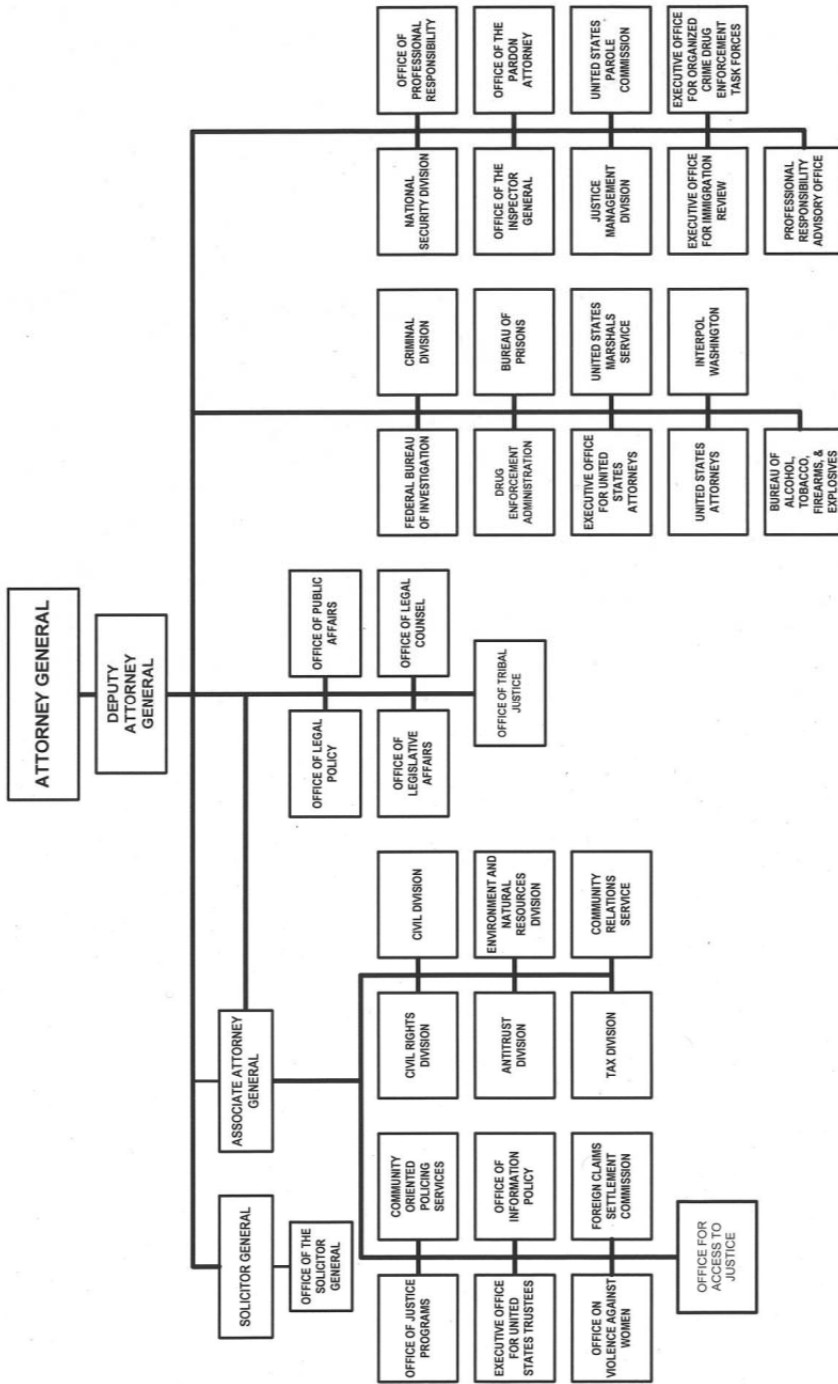 ATTORNEY GENERAL
DEPUTY
ATTORNEY
GENERAL
SOLICITOR GENERAL
OFFICE OF THE
SOLICITOR
GENERAL
ASSOCIATE ATTORNEY
GENERAL
OFFICE OF JUSTICE
PROGRAMS
COMMUNITY
ORIENTED
POLICING
SERVICES
EXECUTIVE OFFICE
FOR UNITED
STATES TRUSTEES
OFFICE OF
INFORMATION
POLICY
OFFICE ON
VIOLENCE AGAINST
WOMEN
FOREIGN CLAIMS
SETTLEMENT
COMMISSION
OFFICE FOR
ACCESS TO
JUSTICE
CIVIL RIGHTS
DIVISION
CIVIL DIVISION
ANTITRUST
DIVISION
ENVIRONMENT AND
NATURAL
RESOURCES
DIVISION
TAX DIVISION
COMMUNITY
RELATIONS
SERVICE
OFFICE OF LEGAL
POLICY
OFFICE OF PUBLIC
AFFAIRS
OFFICE OF
LEGISLATIVE
AFFAIRS
OFFICE OF LEGAL
COUNSEL
OFFICE OF TRIBAL
JUSTICE
FEDERAL BUREAU
OF INVESTIGATION
CRIMINAL
DIVISION
DRUG
ENFORCEMENT
ADMINISTRATION
BUREAU OF
PRISONS
EXECUTIVE OFFICE
FOR UNITED
STATES
ATTORNEYS
UNITED STATES
MARSHALS
SERVICE
UNITED STATES
ATTORNEYS
INTERPOL
WASHINGTON
BUREAU OF
ALCOHOL,
TOBACCO,
FIREARMS, &
EXPLOSIVES
NATIONAL
SECURITY DIVISION
OFFICE OF
PROFESSIONAL
RESPONSIBILITY
OFFICE OF THE
INSPECTOR
GENERAL
OFFICE OF THE
PARDON
ATTORNEY
JUSTICE
MANAGEMENT
DIVISION
UNITED STATES
PAROLE
COMMISSION
EXECUTIVE OFFICE
FOR IMMIGRATION
REVIEW
EXECUTIVE OFFICE
FOR ORGANIZED
CRIME DRUG
ENFORCEMENT
TASK FORCES
PROFESSIONAL
RESPONSIBILITY
ADVISORY OFFICE